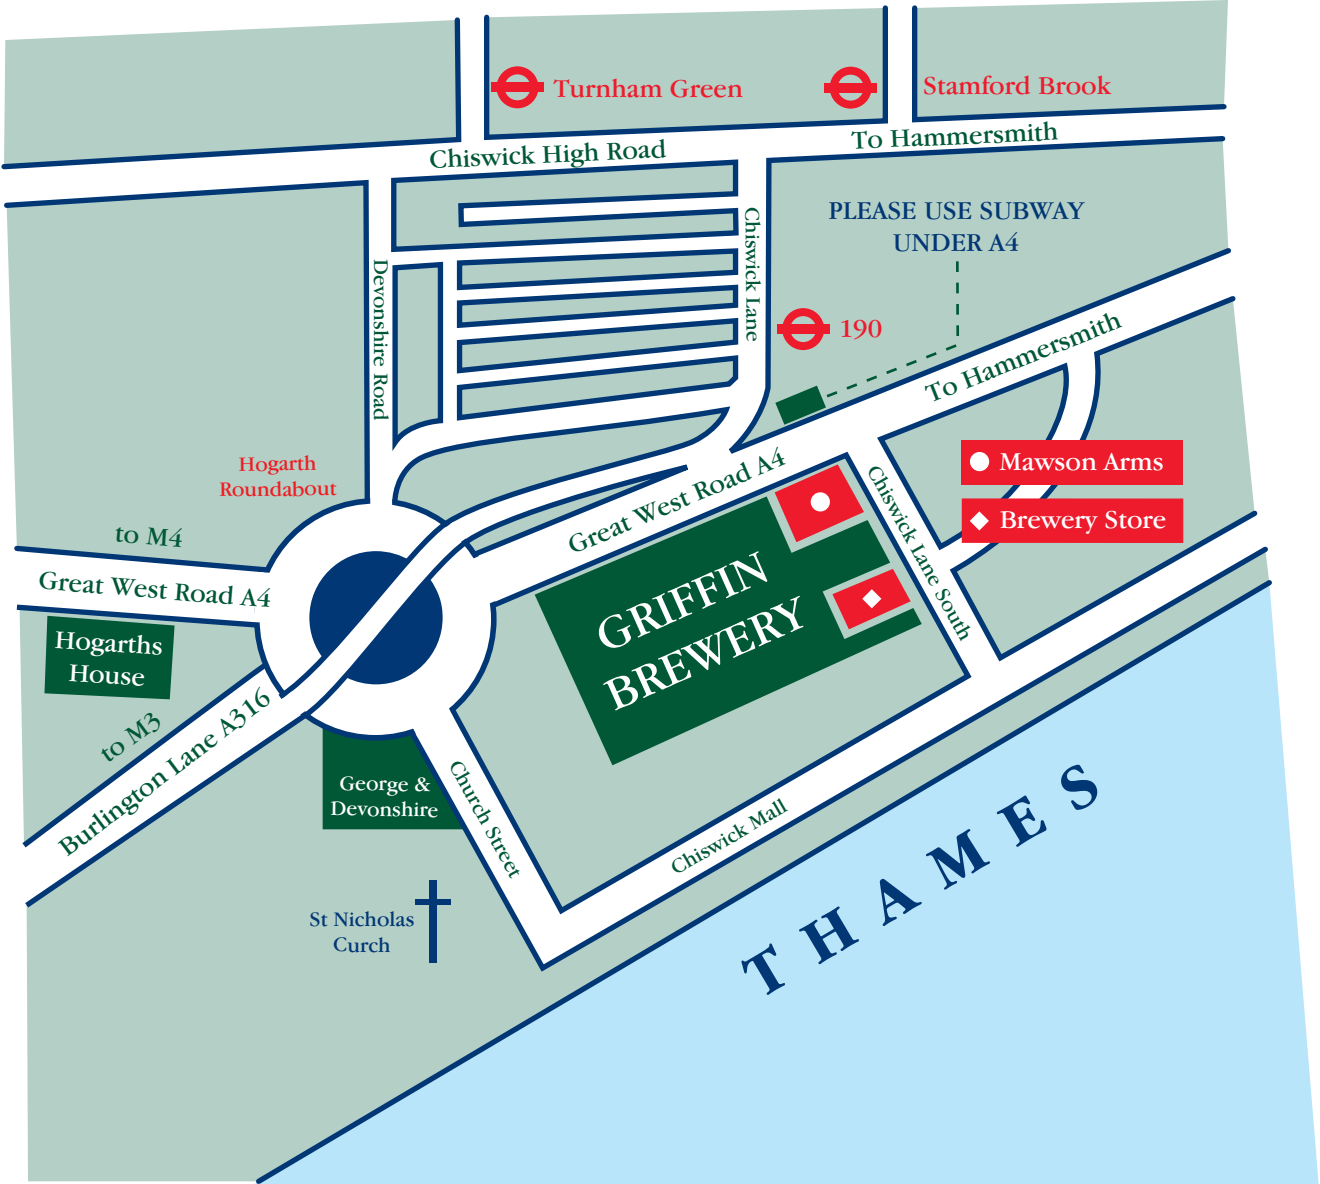 Turnham Green
Stamford Brook
Chiswick High Road
To Hammersmith
PLEASE USE SUBWAY
UNDER A4
Chiswick Lane
Devonshire Road
190
To Hammersmith
Hogarth
Roundabout
Great West Road A4
Mawson Arms
Brewery Store
Chiswick Lane South
to M4
Great West Road A4
GRIFFIN
BREWERY
Hogarths
House
to M3
Burlington Lane A316
George &
Devonshire
Church Street
Chiswick Mall
THAMES
St Nicholas
Curch